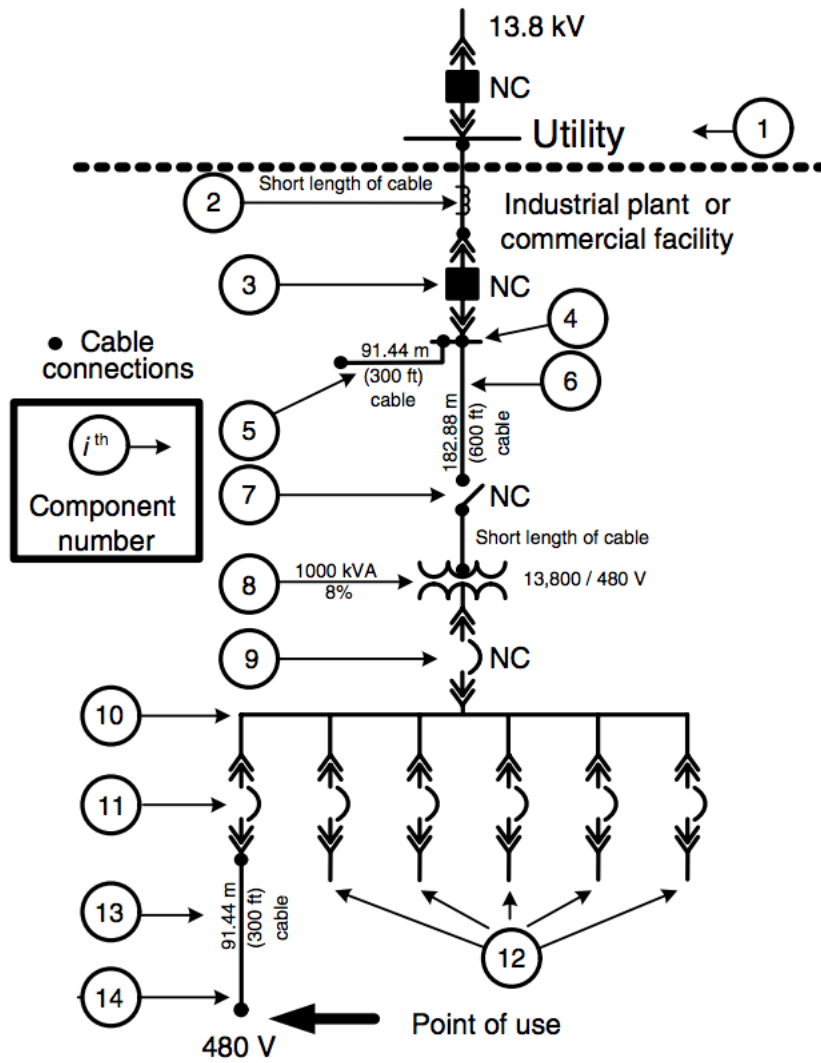 13.8 kV
NC
Utility
1
Short length of cable
2
Industrial plant or
commercial facility
3
NC
4
• Cable
connections
91.44 m
(300 ft)
cable
5
6
182.88 m
(600 ft)
cable
i th
Component
number
7
NC
Short length of cable
8
1000 kVA
8%
13,800 / 480 V
9
NC
10
11
12
13
91.44 m
(300 ft)
cable
14
480 V
Point of use